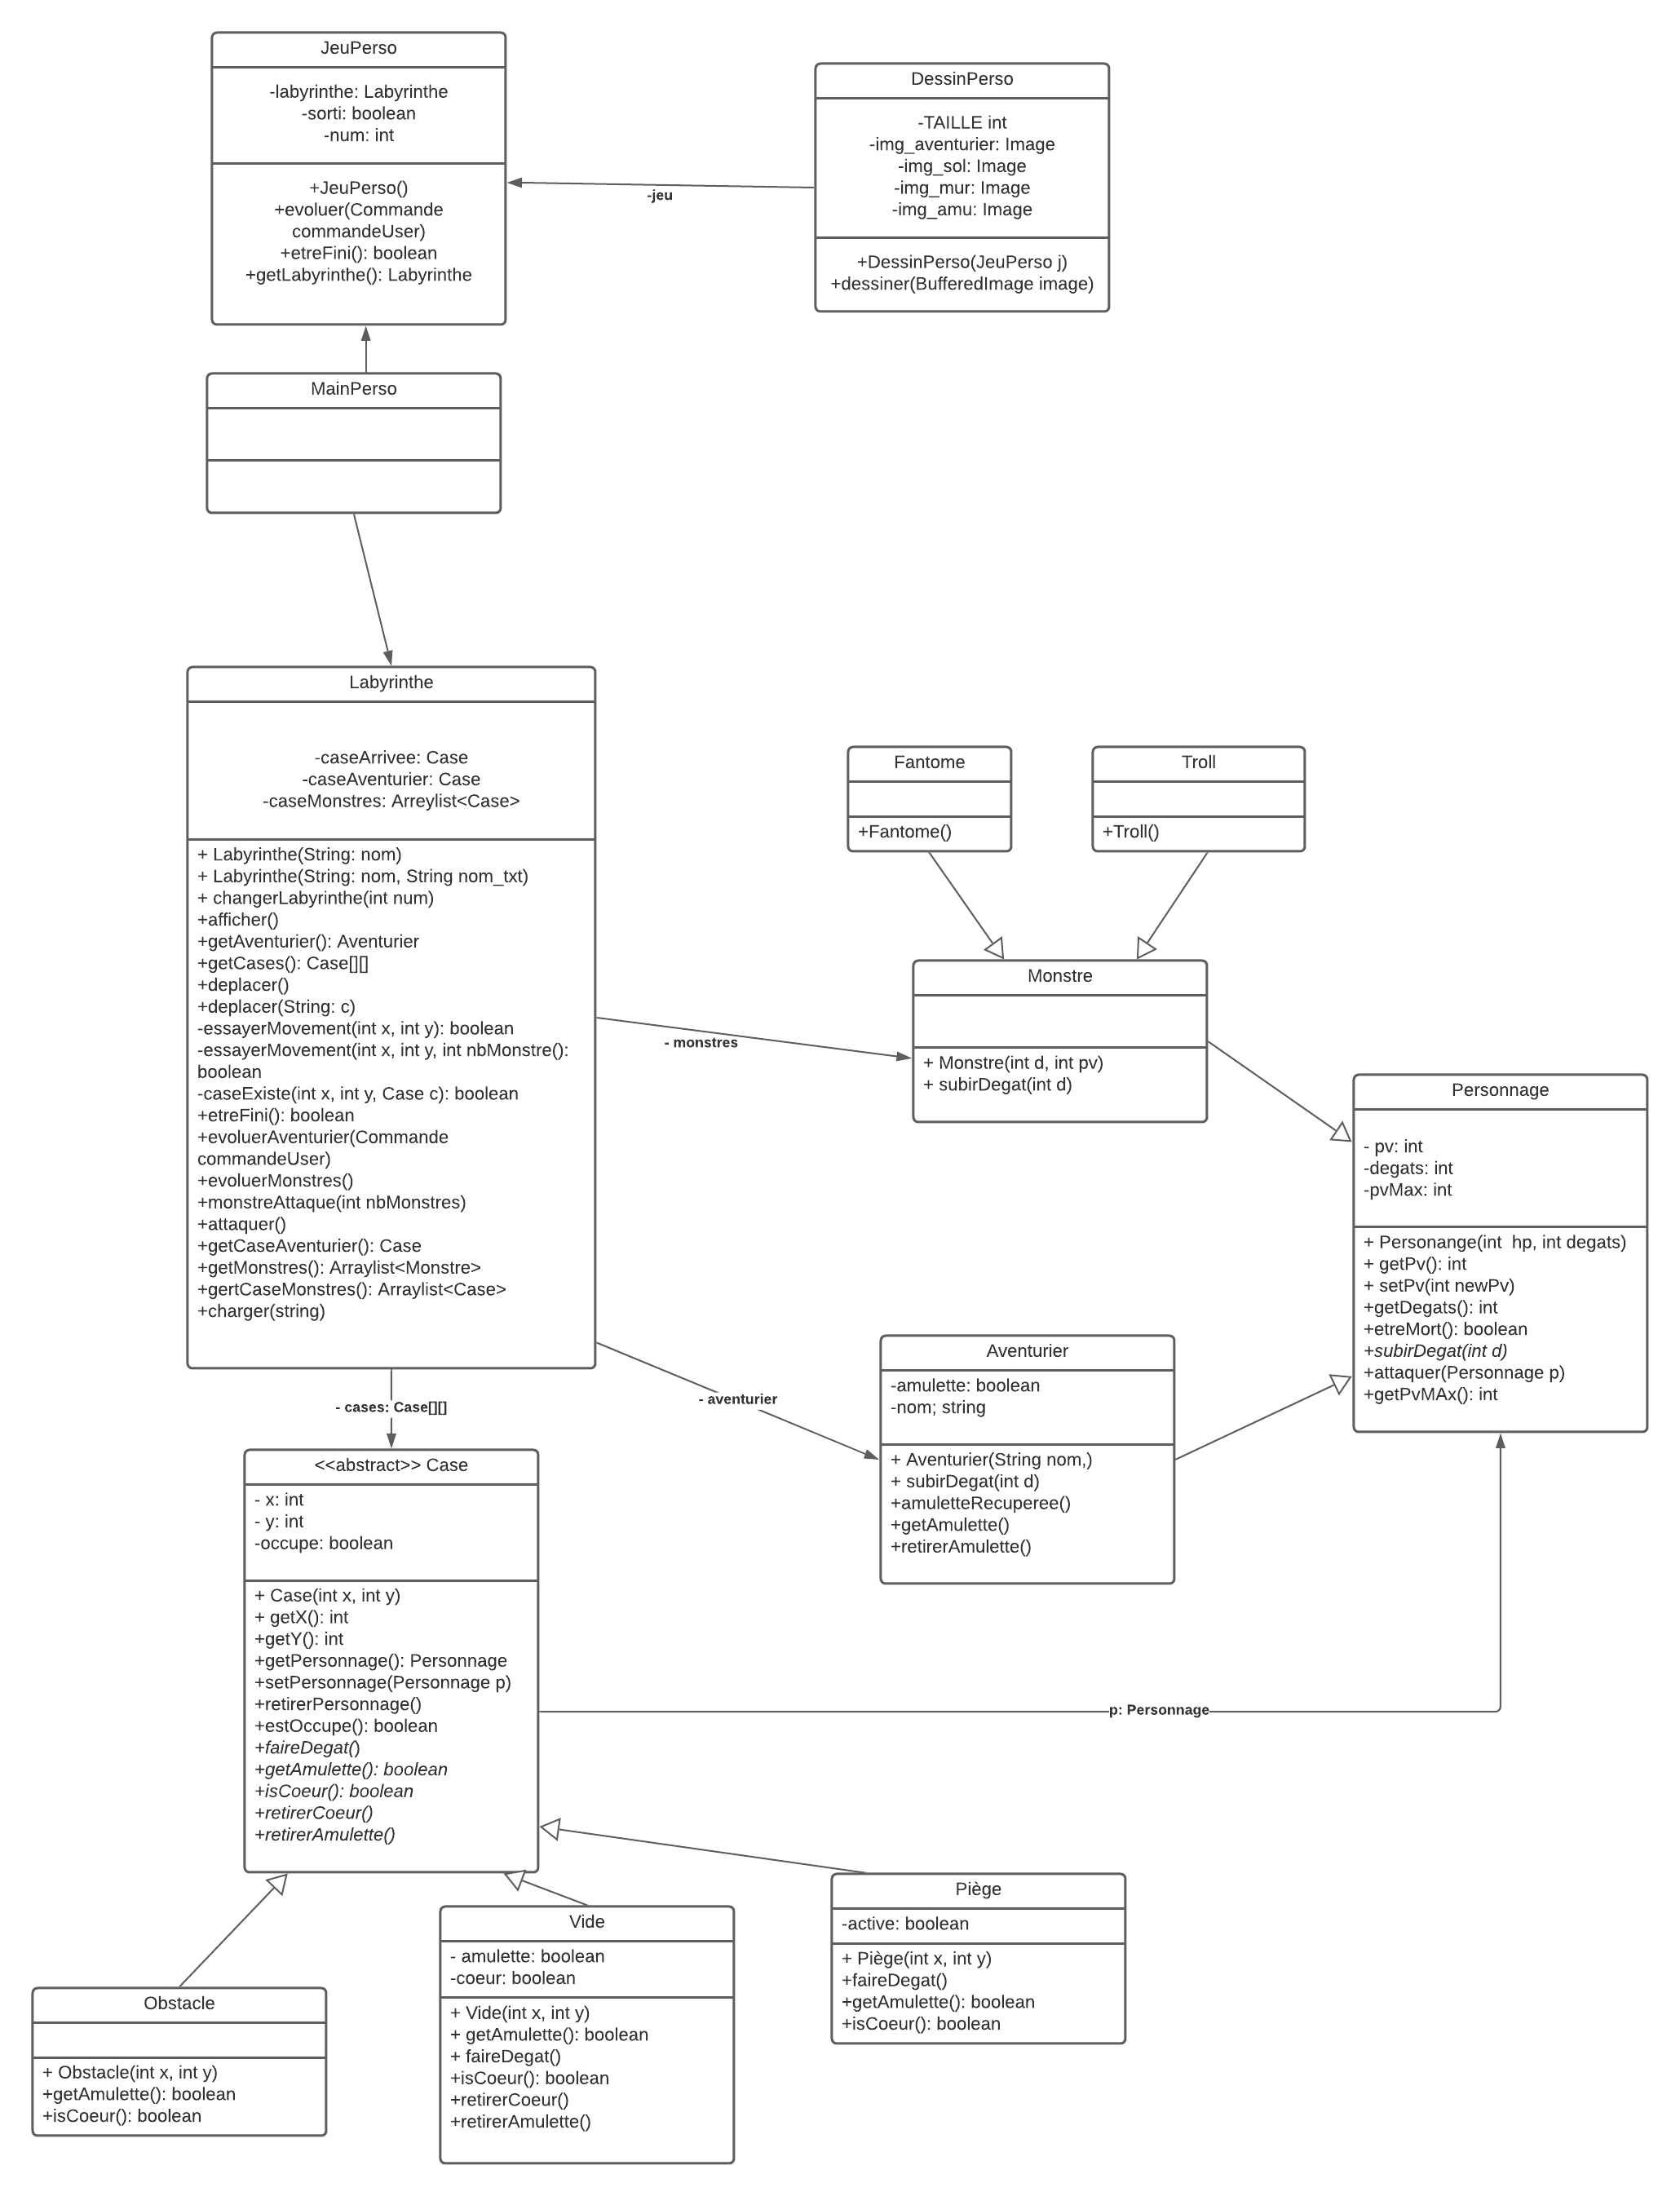 JeuPerso
-labyrinthe: Labyrinthe
-sorti: boolean
-num: int
+JeuPerso()
+evoluer(Commande
commandeUser)
+etreFini(): boolean
+getLabyrinthe(): Labyrinthe
DessinPerso
-TAILLE int
-img_aventurier: Image
-img_sol: Image
-img_mur: Image
-img_amu: Image
+DessinPerso(JeuPerso j)
+dessiner(BufferedImage image)
-jeu
MainPerso
Labyrinthe
-caseArrivee: Case
-caseAventurier: Case
-caseMonstres: Arreylist<Case>
+ Labyrinthe(String: nom)
+ Labyrinthe(String: nom, String nom_txt)
+ changerLabyrinthe(int num)
+afficher()
+getAventurier(): Aventurier
+getCases(): Case[][]
+deplacer()
+deplacer(String: c)
-essayerMovement(int x, int y): boolean
-essayerMovement(int x, int y, int nbMonstre():
boolean
-caseExiste(int x, int y, Case c): boolean
+etreFini(): boolean
+evoluerAventurier(Commande
commandeUser)
+evoluerMonstres()
+monstreAttaque(int nbMonstres)
+attaquer()
+getCaseAventurier(): Case
+getMonstres(): Arraylist<Monstre>
+gertCaseMonstres(): Arraylist<Case>
+charger(string)
Fantome
+Fantome()
Troll
+Troll()
- monstres
Monstre
+ Monstre(int d, int pv)
+ subirDegat(int d)
Personnage
- pv: int
-degats: int
-pvMax: int
+ Personange(int  hp, int degats)
+ getPv(): int
+ setPv(int newPv)
+getDegats(): int
+etreMort(): boolean
+subirDegat(int d)
+attaquer(Personnage p)
+getPvMAx(): int
- aventurier
Aventurier
-amulette: boolean
-nom; string
+ Aventurier(String nom,)
+ subirDegat(int d)
+amuletteRecuperee()
+getAmulette()
+retirerAmulette()
- cases: Case[][]
<<abstract>> Case
- x: int
- y: int
-occupe: boolean
+ Case(int x, int y)
+ getX(): int
+getY(): int
+getPersonnage(): Personnage
+setPersonnage(Personnage p)
+retirerPersonnage()
+estOccupe(): boolean
+faireDegat()
+getAmulette(): boolean
+isCoeur(): boolean
+retirerCoeur()
+retirerAmulette()
p: Personnage
Piège
-active: boolean
+ Piège(int x, int y)
+faireDegat()
+getAmulette(): boolean
+isCoeur(): boolean
Vide
- amulette: boolean
-coeur: boolean
+ Vide(int x, int y)
+ getAmulette(): boolean
+ faireDegat()
+isCoeur(): boolean
+retirerCoeur()
+retirerAmulette()
Obstacle
+ Obstacle(int x, int y)
+getAmulette(): boolean
+isCoeur(): boolean